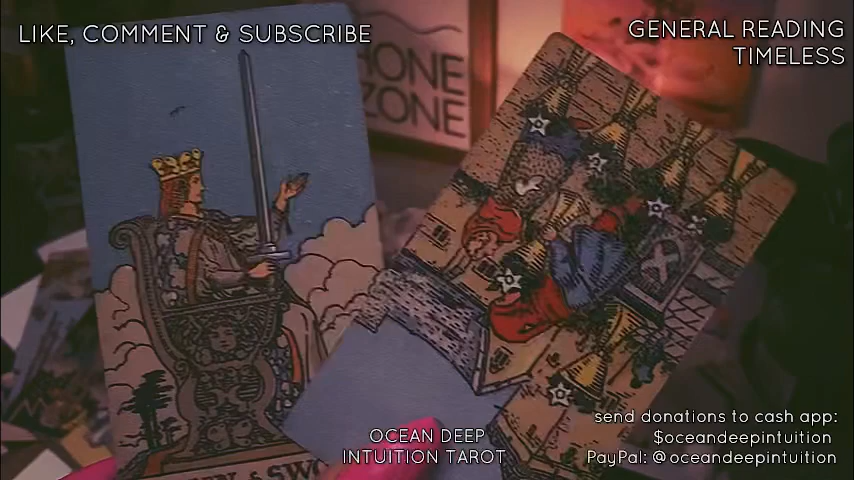 LIKE, COMMENT & SUBSCRIBE
GENERAL READING
TIMELESS
ZONE
OCEAN DEEP
INTUITION TAROT
send donations to cash app:
$oceandeepintuition
PayPal: @oceandeepintuition